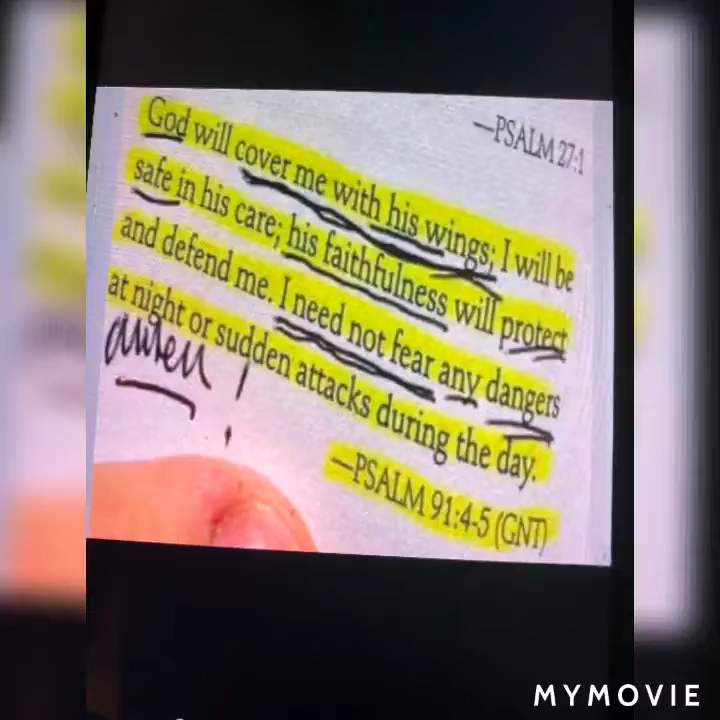 —PSALM 27:1
God will cover me with his wings; I will be
safe in his care; his faithfulness will protect
and defend me. I need not fear any dangers
at night or sudden attacks during the day.
amen!
—PSALM 91:4-5 (GNT)
MYMOVIE